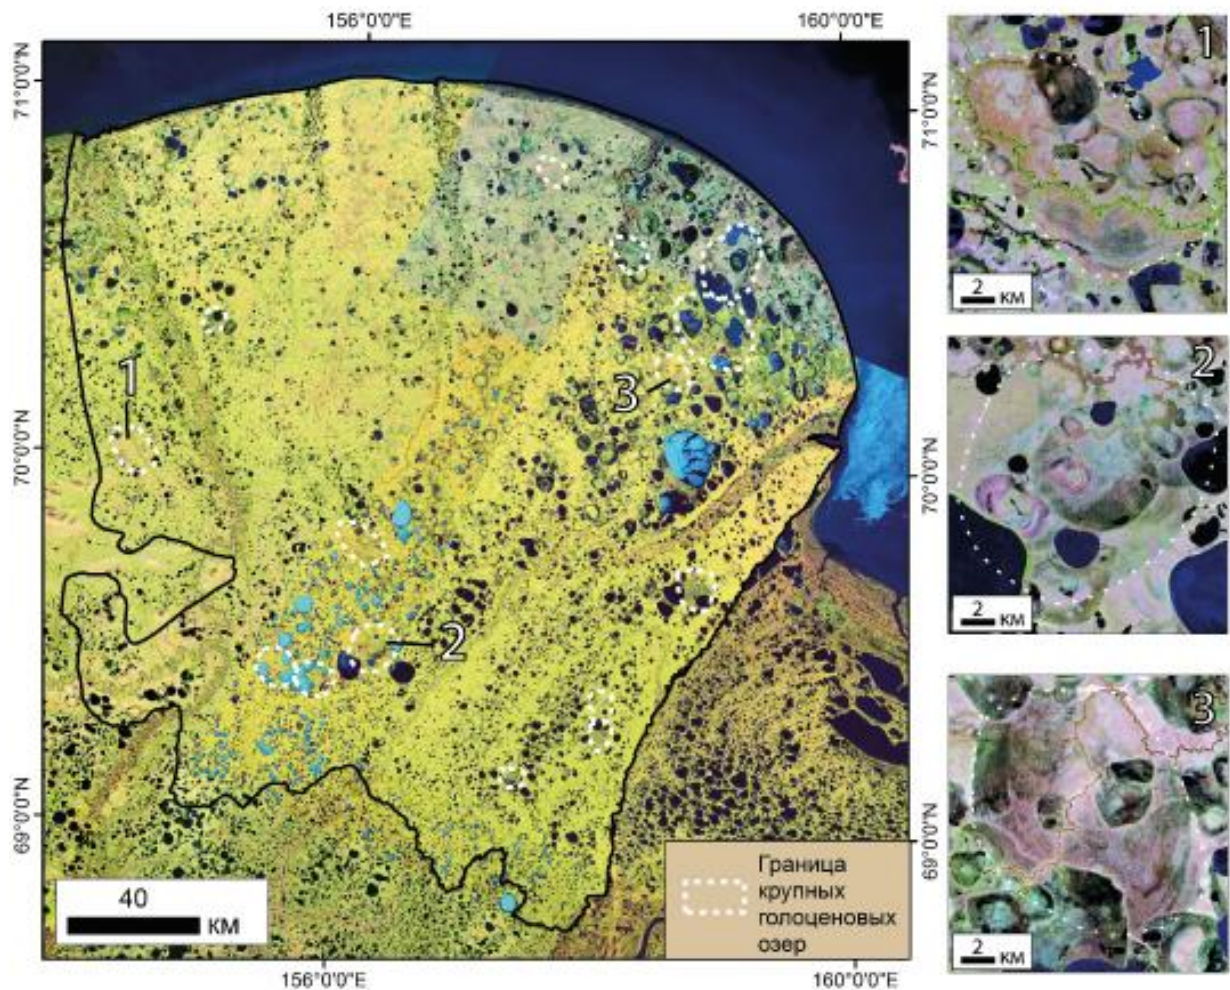 156°0'0"E
160°0'0"E
71°0'0"N
70°0'0"N
69°0'0"N
71°0'0"N
70°0'0"N
69°0'0"N
1
3
2
40
КМ
Граница
крупных
голоценовых
озер
156°0'0"E
160°0'0"E
1
2 КМ
2
2 КМ
3
2 КМ